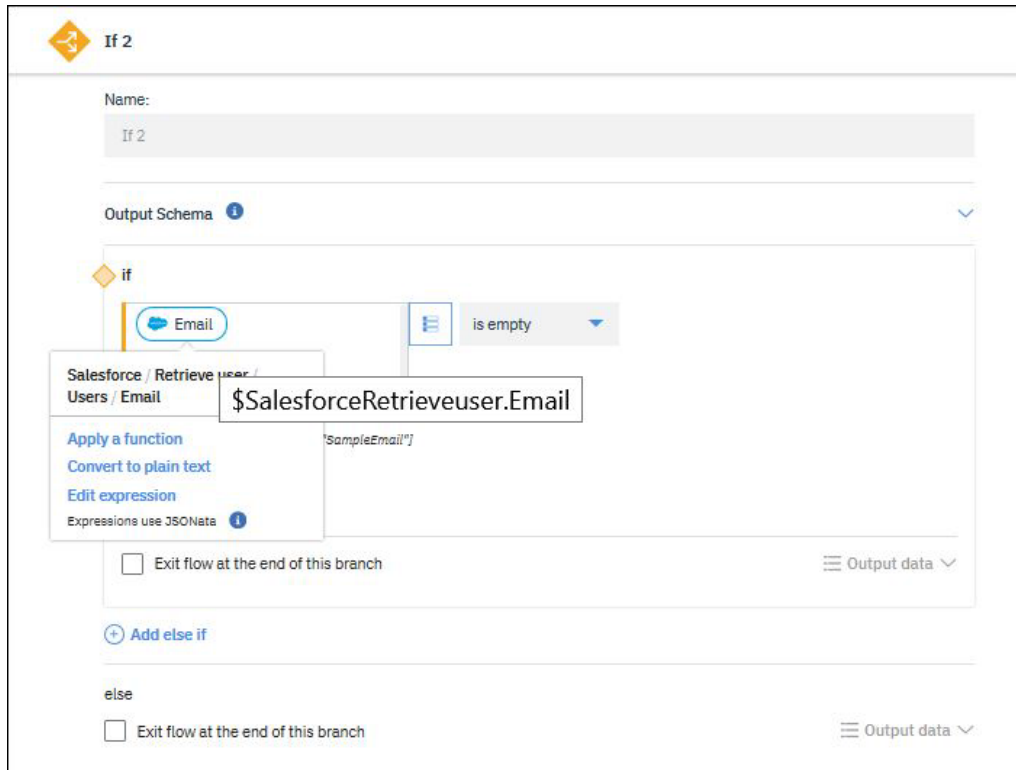 If 2
Name:
If 2
Output Schema
if
Email
is empty
Salesforce / Retrieve user /
Users / Email
$SalesforceRetrieveuser.Email
"SampleEmail"]
Apply a function
Convert to plain text
Edit expression
Expressions use JSONata
Exit flow at the end of this branch
Output data
Add else if
else
Exit flow at the end of this branch
Output data